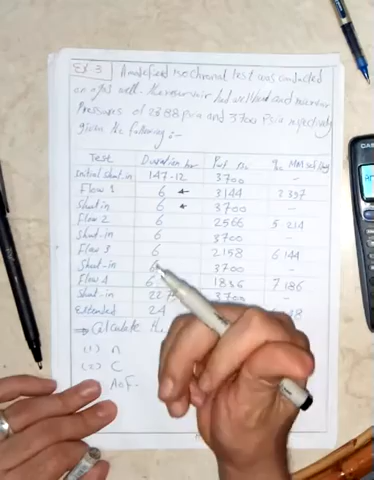 EX-3 A modified isochronal test was conducted
on a gas well. the reservoir had wellhead and reservoir
Pressures of 2388 psia and 3700 Psia respectively
given the following :-
Test Duration hr Pwf
Initial shut-in 147.12 3700 -
Flow 1 6 3144 2 397
Shut in 6 3700 -
Flow 2 6 2566 5 214
Shut-in 6 3700 -
Flow 3 6 2158 6 144
Shut-in 6 3700 -
Flow 4 6 1836 7 186
Shut-in 3700 -
Extended 24
Calculate the
(1) n
(2) C
AoF.